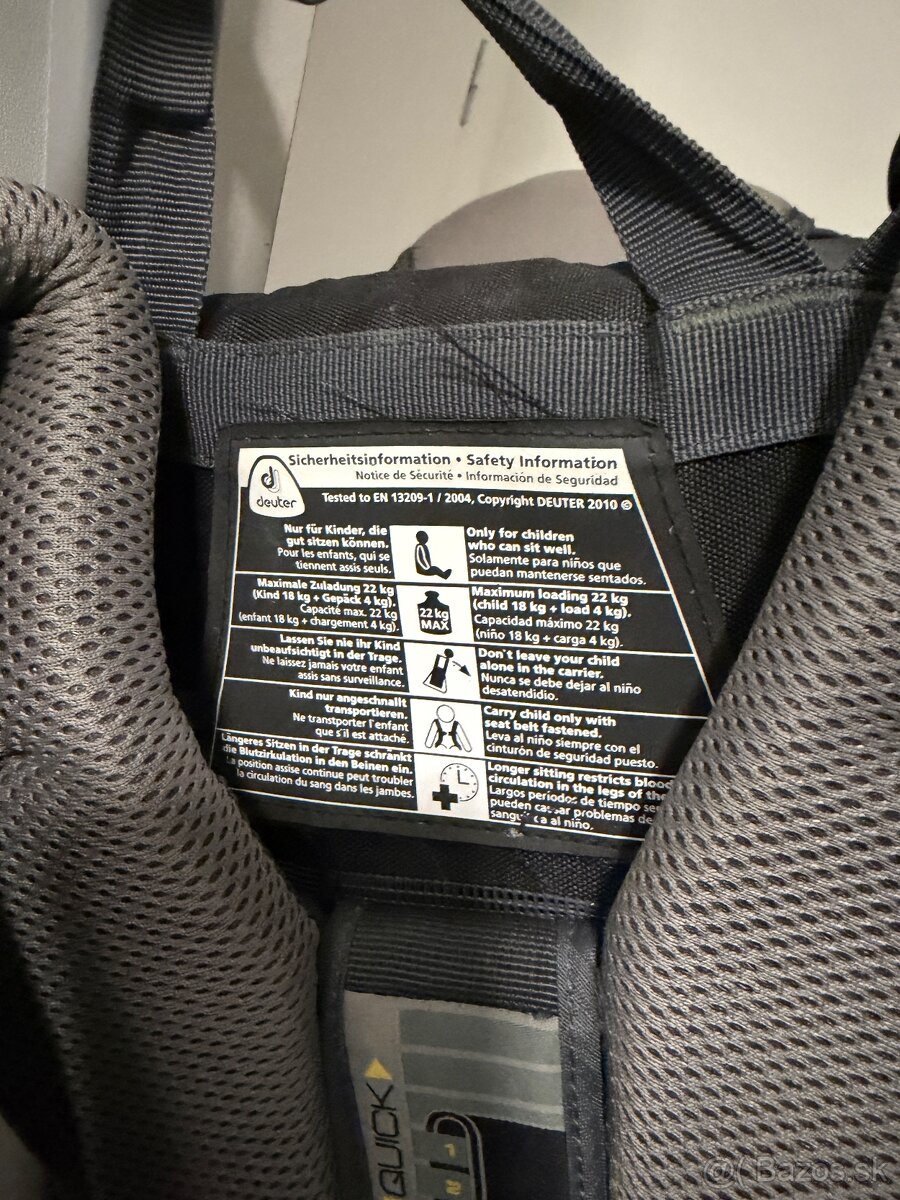 Sicherheitsinformation • Safety Information
Notice de Sécurité • Información de Seguridad
deuter
Tested to EN 13209-1 / 2004, Copyright DEUTER 2010 ©
Nur für Kinder, die
gut sitzen können.
Pour les enfants, qui se
tiennent assis seuls.
Only for children
who can sit well.
Solamente para niños que
puedan mantenerse sentados.
Maximale Zuladung 22 kg
(Kind 18 kg + Gepäck 4 kg).
Capacité max. 22 kg
(enfant 18 kg + chargement 4 kg).
22 kg
MAX
Maximum loading 22 kg
(child 18 kg + load 4 kg).
Capacidad máximo 22 kg
(niño 18 kg + carga 4 kg).
Lassen Sie nie ihr Kind
unbeaufsichtigt in der Trage.
Ne laissez jamais votre enfant
assis sans surveillance.
Don't leave your child
alone in the carrier.
Nunca se debe dejar al niño
desatendidio.
Kind nur angeschnallt
transportieren.
Ne transporter l'enfant
que s'il est attaché.
Carry child only with
seat belt fastened.
Leva al niño siempre con el
cinturón de seguridad puesto.
Längeres Sitzen in der Trage schränkt
die Blutzirkulation in den Beinen ein.
La position assise continue peut troubler
la circulation du sang dans les jambes.
Longer sitting restricts blood
circulation in the legs of the
Largos periodos de tiempo
pueden problemas de
al niño.
QUICK
1
2
@( Bazos.sk